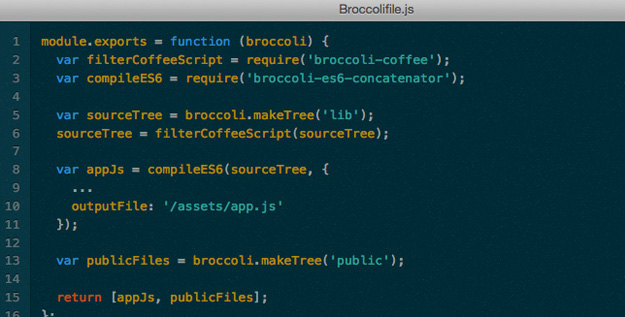 Broccolifile.js
1 module.exports = function (broccoli) {
2 var filterCoffeeScript = require('broccoli-coffee');
3 var compileES6 = require('broccoli-es6-concatenator');
4
5 var sourceTree = broccoli.makeTree('lib');
6 sourceTree = filterCoffeeScript(sourceTree);
7
8 var appJs = compileES6(sourceTree, {
9 ...
10 outputFile: '/assets/app.js'
11 });
12
13 var publicFiles = broccoli.makeTree('public');
14
15 return [appJs, publicFiles];
16 };